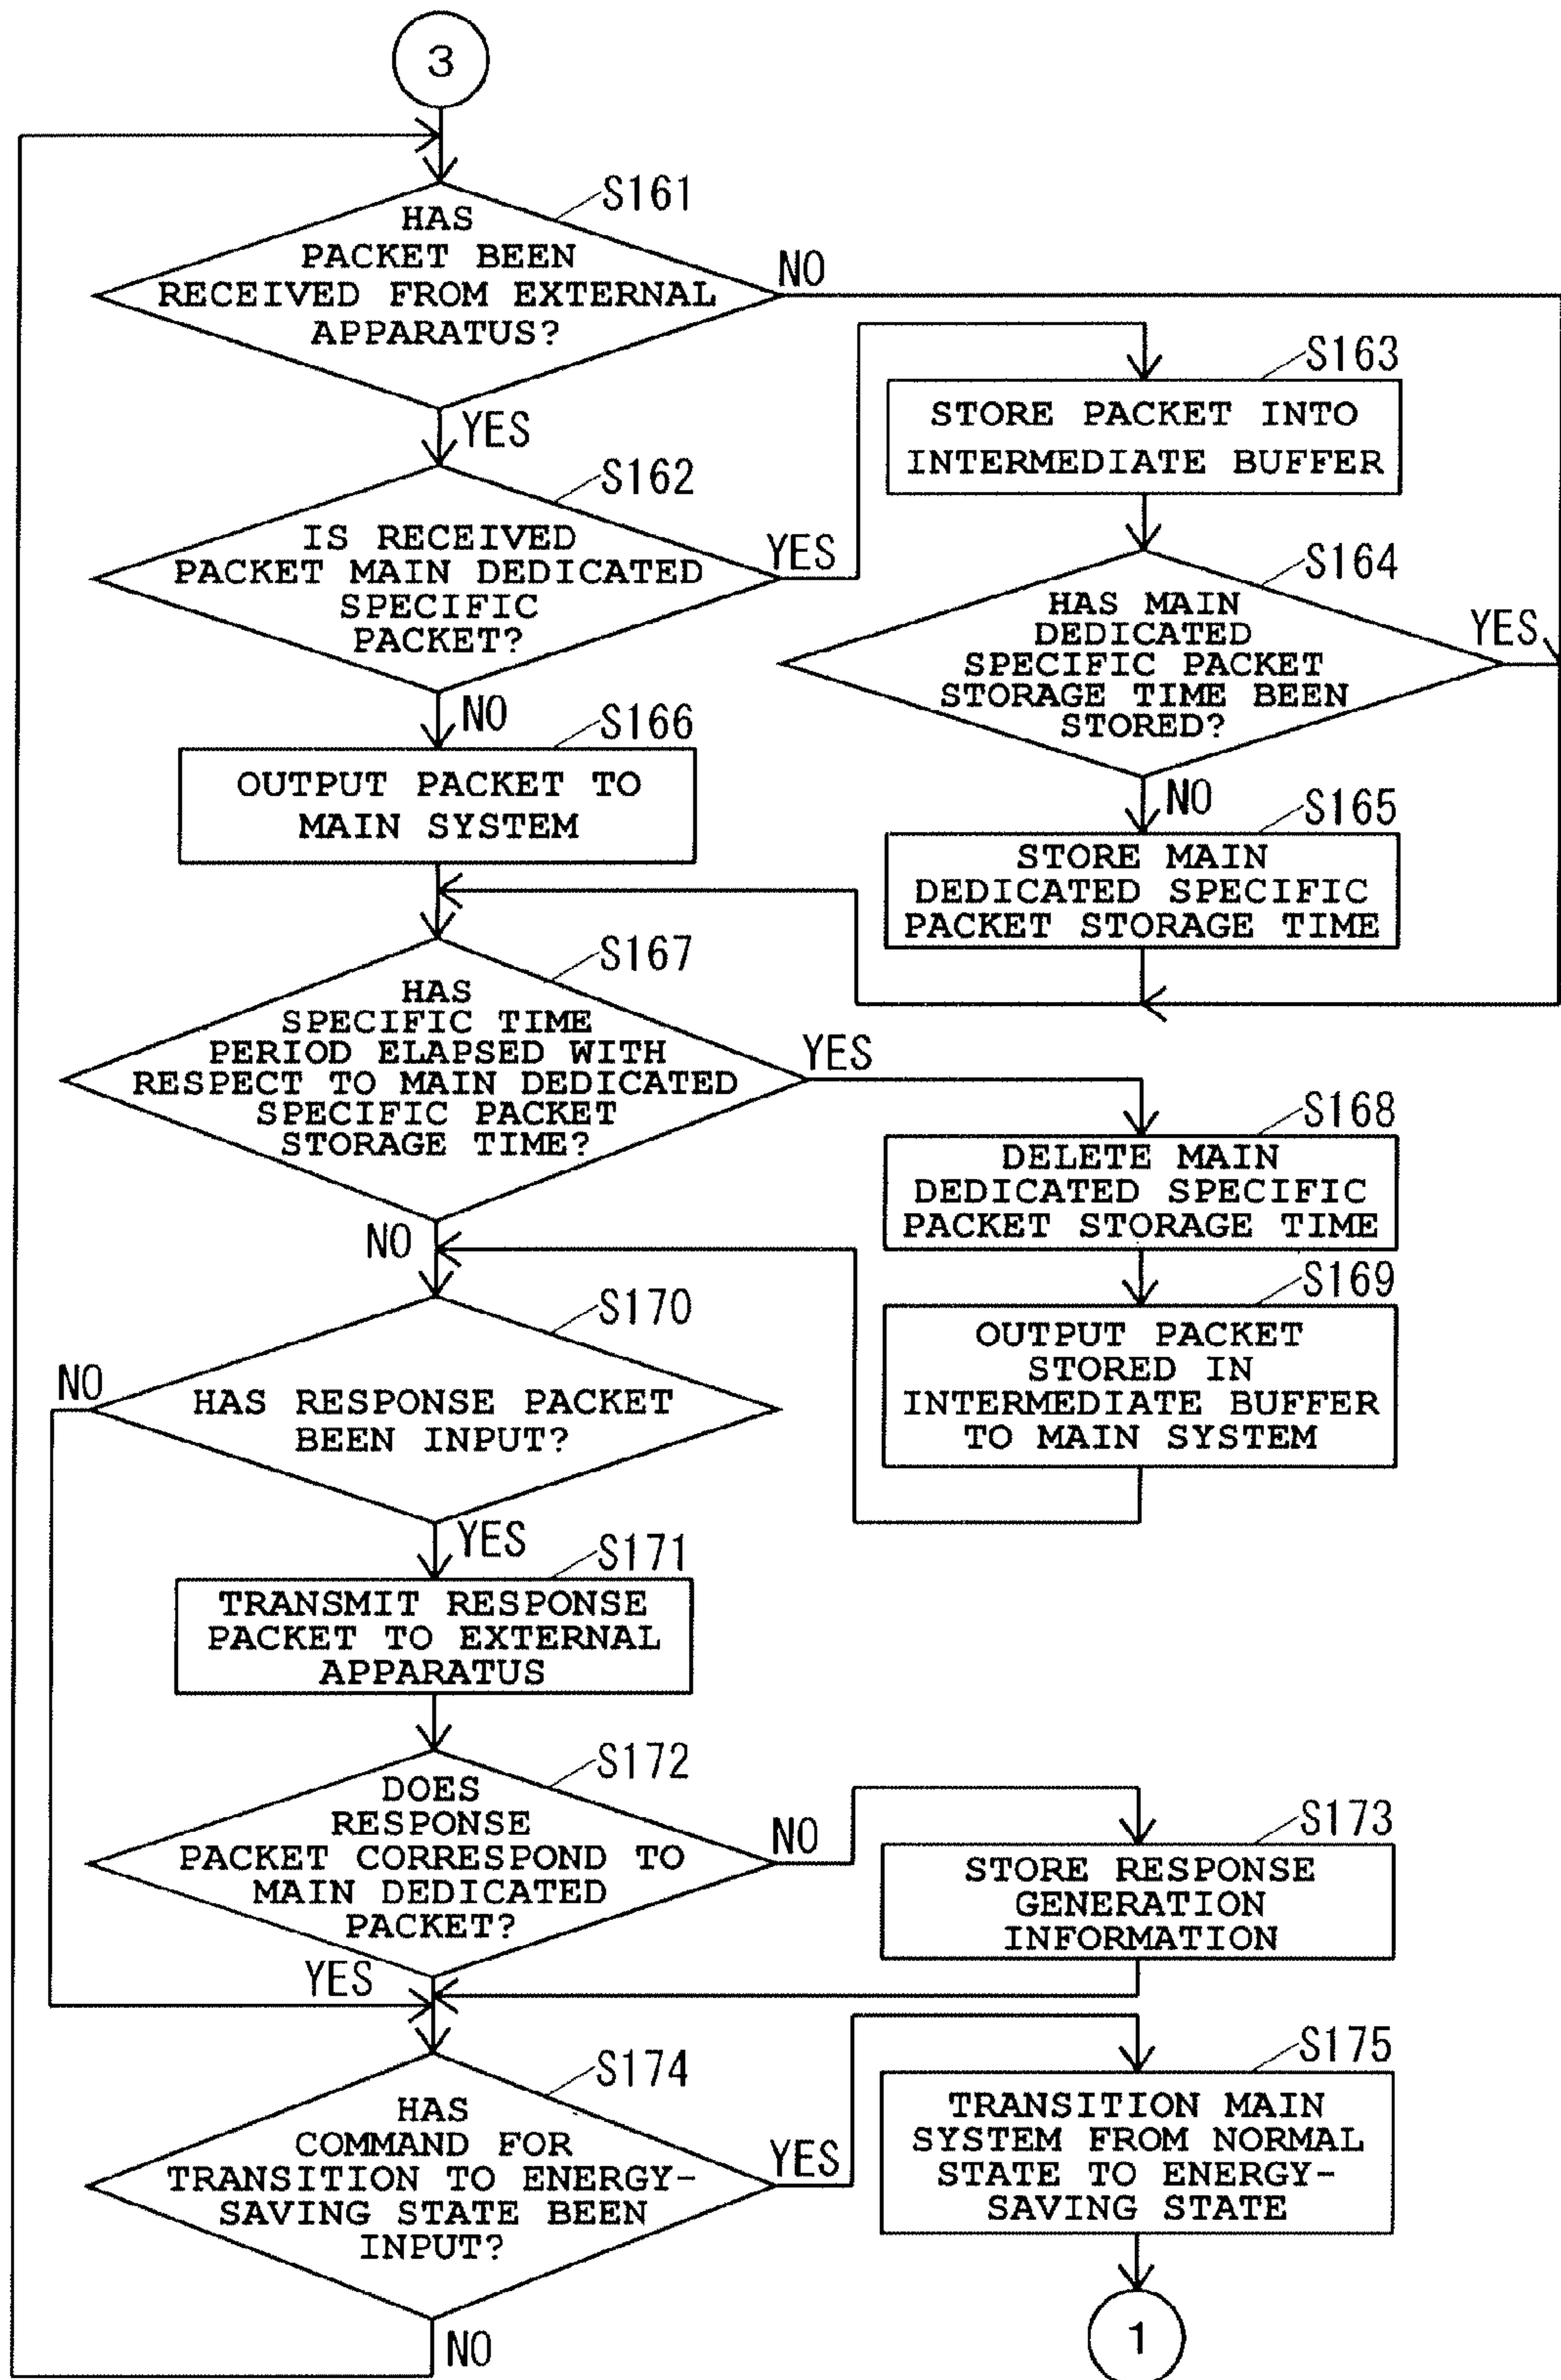 3
S161
HAS
PACKET BEEN
RECEIVED FROM EXTERNAL
APPARATUS?
NO
YES
S163
STORE PACKET INTO
INTERMEDIATE BUFFER
S162
IS RECEIVED
PACKET MAIN DEDICATED
SPECIFIC
PACKET?
YES
NO
S164
HAS MAIN
DEDICATED
SPECIFIC PACKET
STORAGE TIME BEEN
STORED?
YES
NO
S166
OUTPUT PACKET TO
MAIN SYSTEM
S165
STORE MAIN
DEDICATED SPECIFIC
PACKET STORAGE TIME
S167
HAS
SPECIFIC TIME
PERIOD ELAPSED WITH
RESPECT TO MAIN DEDICATED
SPECIFIC PACKET
STORAGE TIME?
YES
NO
S168
DELETE MAIN
DEDICATED SPECIFIC
PACKET STORAGE TIME
S169
OUTPUT PACKET
STORED IN
INTERMEDIATE BUFFER
TO MAIN SYSTEM
S170
NO
HAS RESPONSE PACKET
BEEN INPUT?
YES
S171
TRANSMIT RESPONSE
PACKET TO EXTERNAL
APPARATUS
S172
DOES
RESPONSE
PACKET CORRESPOND TO
MAIN DEDICATED
PACKET?
NO
YES
S173
STORE RESPONSE
GENERATION
INFORMATION
S174
HAS
COMMAND FOR
TRANSITION TO ENERGY-
SAVING STATE BEEN
INPUT?
YES
NO
S175
TRANSITION MAIN
SYSTEM FROM NORMAL
STATE TO ENERGY-
SAVING STATE
1